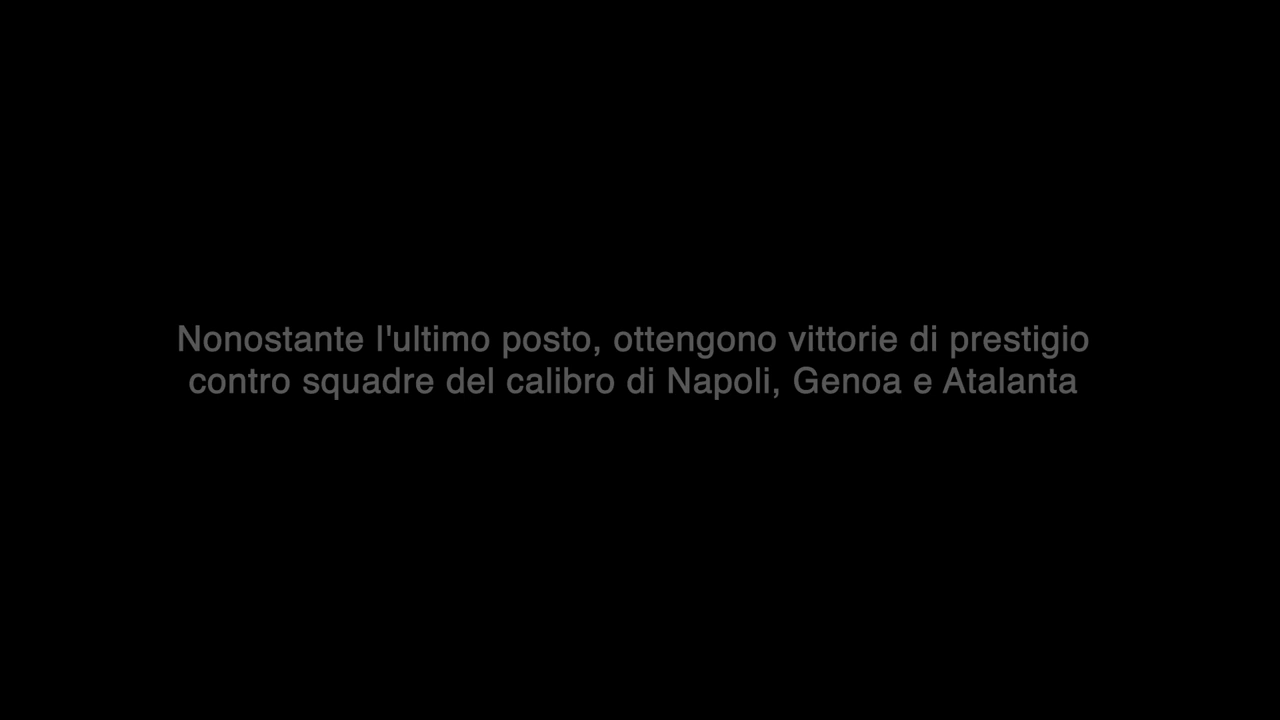 Nonostante l'ultimo posto, ottengono vittorie di prestigio
contro squadre del calibro di Napoli, Genoa e Atalanta